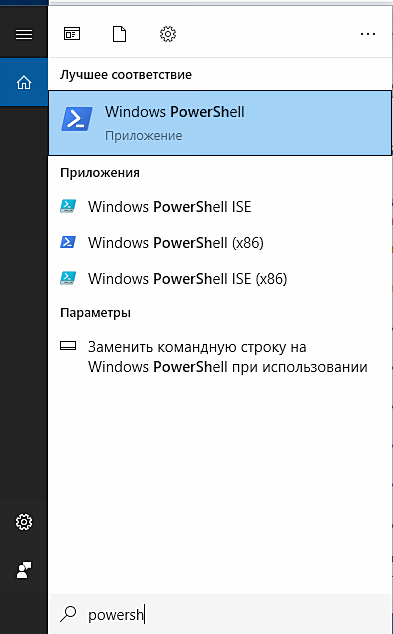 Лучшее соответствие
Windows PowerShell
Приложение
Приложения
Windows PowerShell ISE
Windows PowerShell (x86)
Windows PowerShell ISE (x86)
Параметры
Заменить командную строку на
Windows PowerShell при использовании
powersh